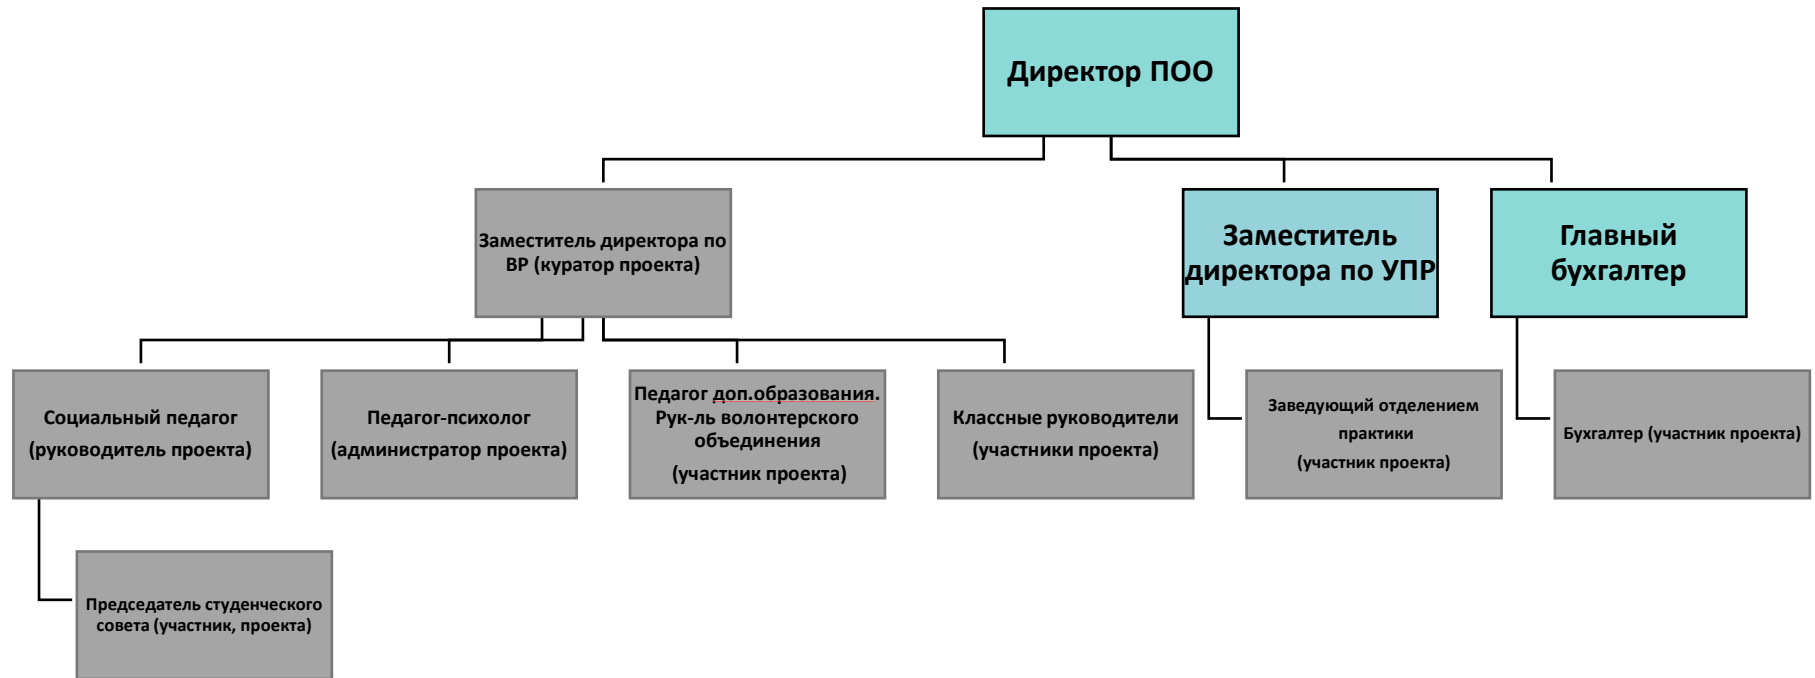 Директор ПОО
Заместитель директора по
ВР (куратор проекта)
Заместитель
директора по УПР
Главный
бухгалтер
Социальный педагог
(руководитель проекта)
Педагог-психолог
(администратор проекта)
Педагог доп.образования.
Рук-ль волонтерского
объединения
(участник проекта)
Классные руководители
(участники проекта)
Заведующий отделением
практики
(участник проекта)
Бухгалтер (участник проекта)
Председатель студенческого
совета (участник, проекта)